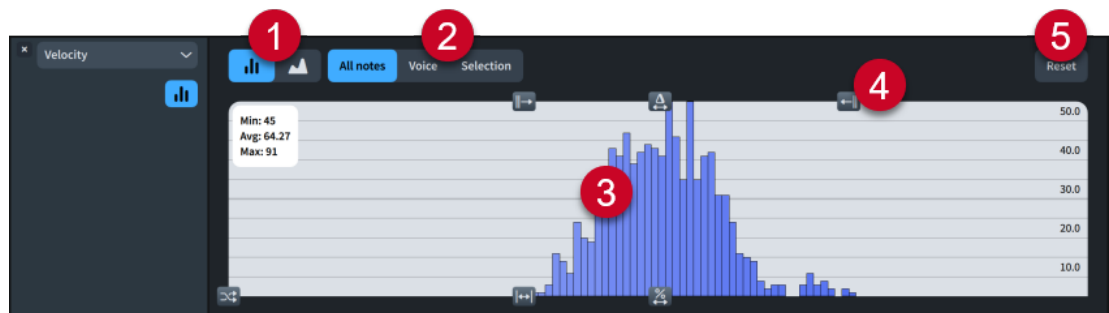 1
2
5
× Velocity
All notes Voice Selection
Reset
4
Δ
Min: 45
Avg: 64.27
Max: 91
50.0
40.0
3
30.0
20.0
10.0
%